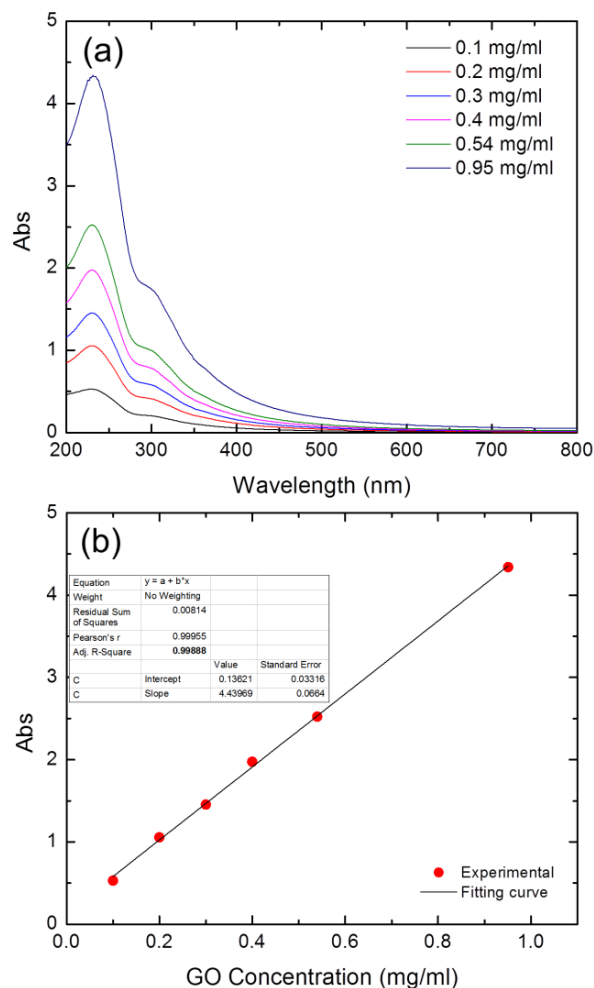 (a)
0.1 mg/ml
0.2 mg/ml
0.3 mg/ml
0.4 mg/ml
0.54 mg/ml
0.95 mg/ml
5
4
3
2
1
0
Abs
200 300 400 500 600 700 800
Wavelength (nm)
(b)
Equation y = a + b*x
Weight No Weighting
Residual Sum
of Squares 0.00814
Pearson's r 0.99955
Adj. R-Square 0.99888
Value Standard Error
C Intercept 0.13621 0.03316
C Slope 4.43969 0.0664
5
4
3
2
1
0
Abs
Experimental
Fitting curve
0.0 0.2 0.4 0.6 0.8 1.0
GO Concentration (mg/ml)